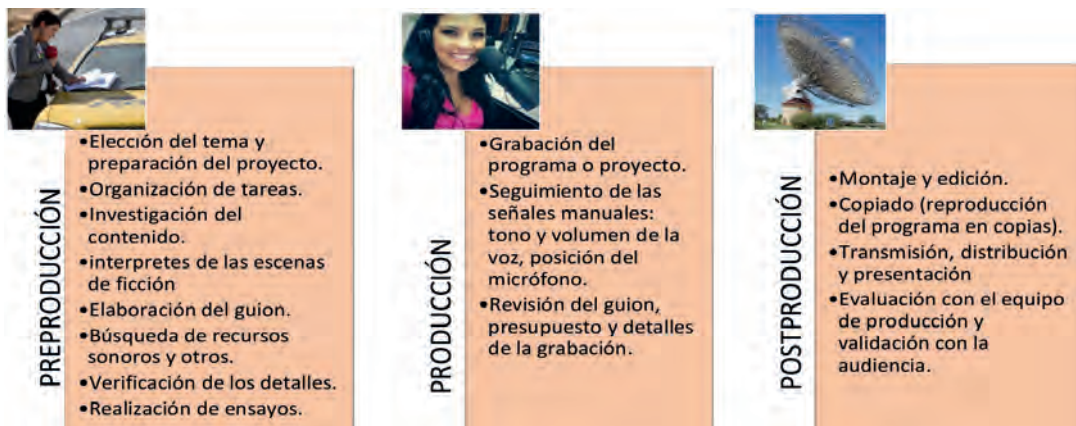 PREPRODUCCIÓN
•Elección del tema y
preparación del proyecto.
•Organización de tareas.
•Investigación del
contenido.
•interpretes de las escenas
de ficción
•Elaboración del guion.
•Búsqueda de recursos
sonoros y otros.
•Verificación de los detalles.
•Realización de ensayos.
PRODUCCIÓN
•Grabación del
programa o proyecto.
•Seguimiento de las
señales manuales:
tono y volumen de la
voz, posición del
micrófono.
•Revisión del guion,
presupuesto y detalles
de la grabación.
POSTPRODUCCIÓN
•Montaje y edición.
•Copiado (reproducción
del programa en copias).
•Transmisión, distribución
y presentación
•Evaluación con el equipo
de producción y
validación con la
audiencia.